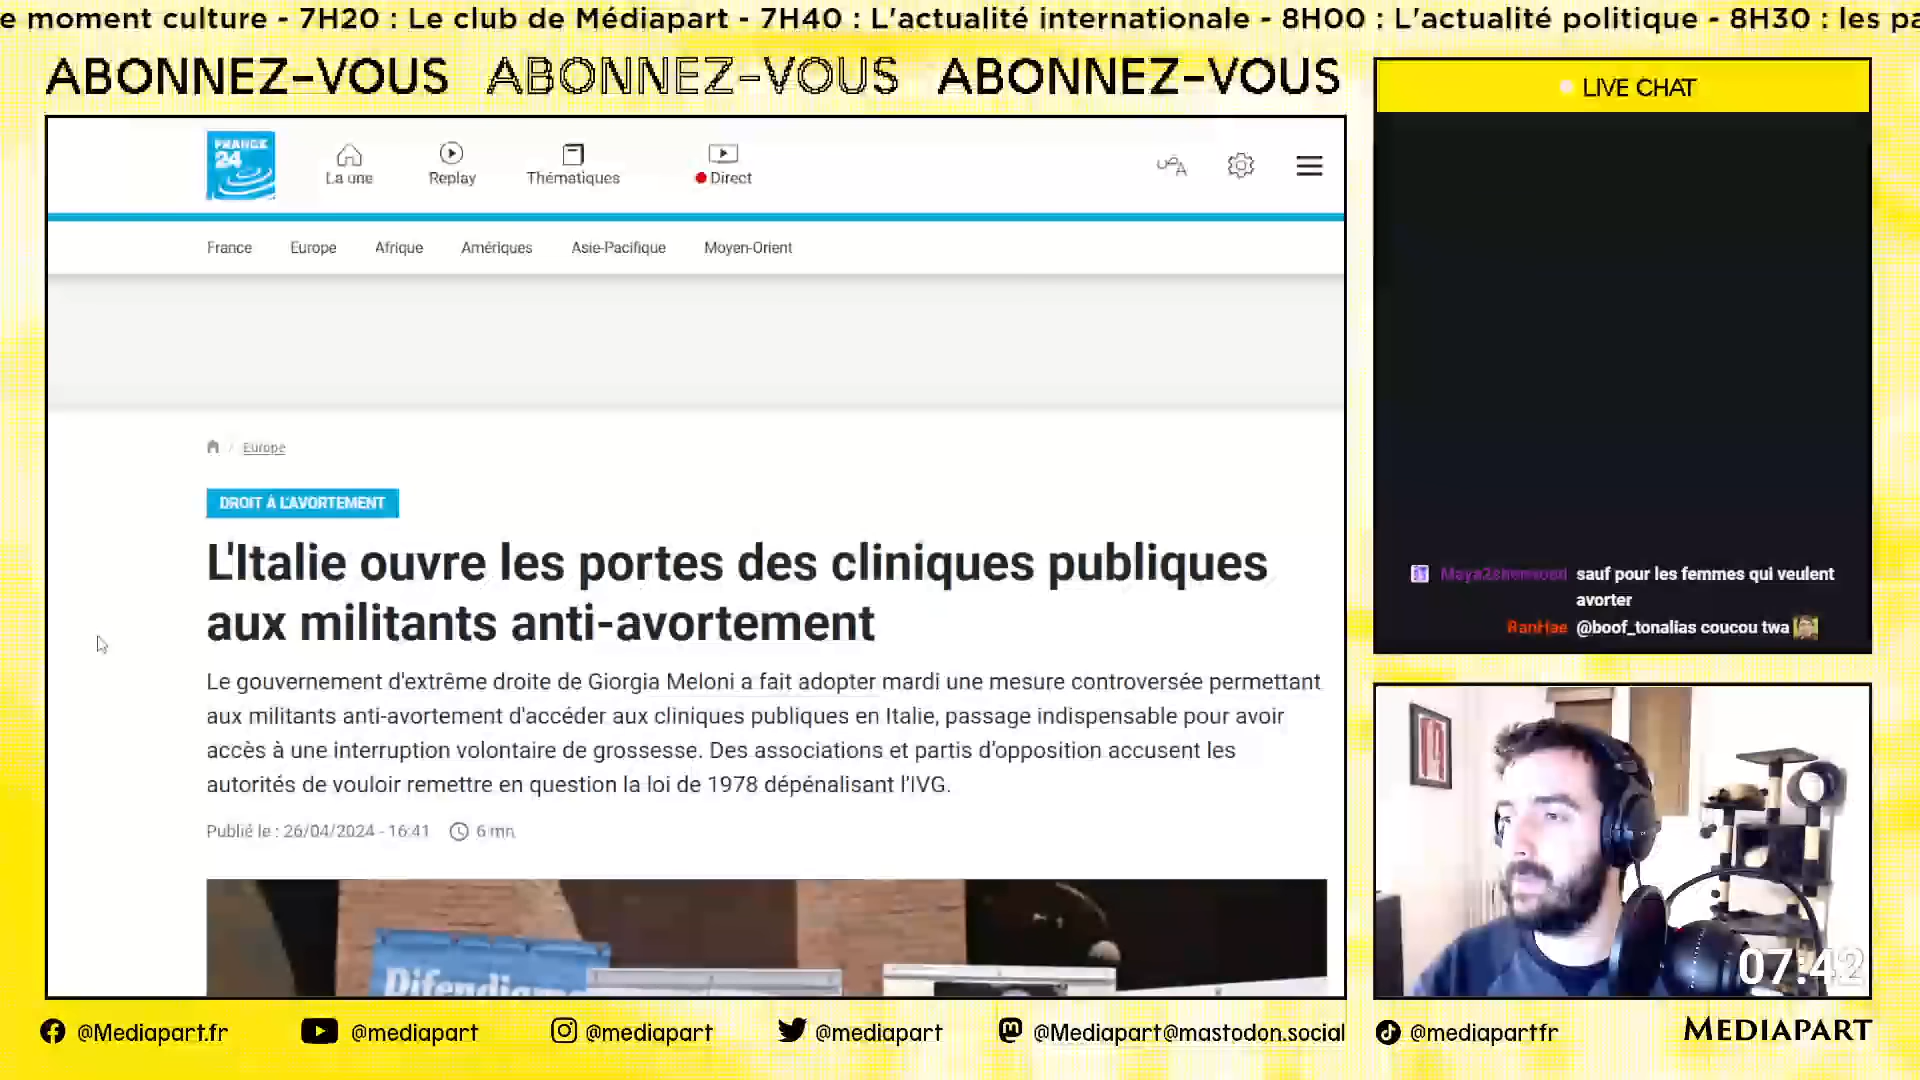 e moment culture - 7H20 : Le club de Médiapart - 7H40 : L'actualité internationale - 8H00 : L'actualité politique - 8H30 : les pa
ABONNEZ-VOUS ABONNEZ-VOUS ABONNEZ-VOUS
LIVE CHAT
FRANCE 24
La une
Replay
Thématiques
Direct
France Europe Afrique Amériques Asie-Pacifique Moyen-Orient
/ Europe
DROIT À L'AVORTEMENT
L'Italie ouvre les portes des cliniques publiques
aux militants anti-avortement
Le gouvernement d'extrême droite de Giorgia Meloni a fait adopter mardi une mesure controversée permettant
aux militants anti-avortement d'accéder aux cliniques publiques en Italie, passage indispensable pour avoir
accès à une interruption volontaire de grossesse. Des associations et partis d'opposition accusent les
autorités de vouloir remettre en question la loi de 1978 dépénalisant l'IVG.
Publié le : 26/04/2024 - 16:41 6 mn
sauf pour les femmes qui veulent
avorter
RanHae @boof_tonalias coucou twa
07:42
@Mediapart.fr @mediapart @mediapart @mediapart @Mediapart@mastodon.social @mediapartfr MEDIAPART